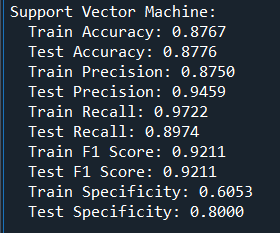 Support Vector Machine:
Train Accuracy: 0.8767
Test Accuracy: 0.8776
Train Precision: 0.8750
Test Precision: 0.9459
Train Recall: 0.9722
Test Recall: 0.8974
Train F1 Score: 0.9211
Test F1 Score: 0.9211
Train Specificity: 0.6053
Test Specificity: 0.8000